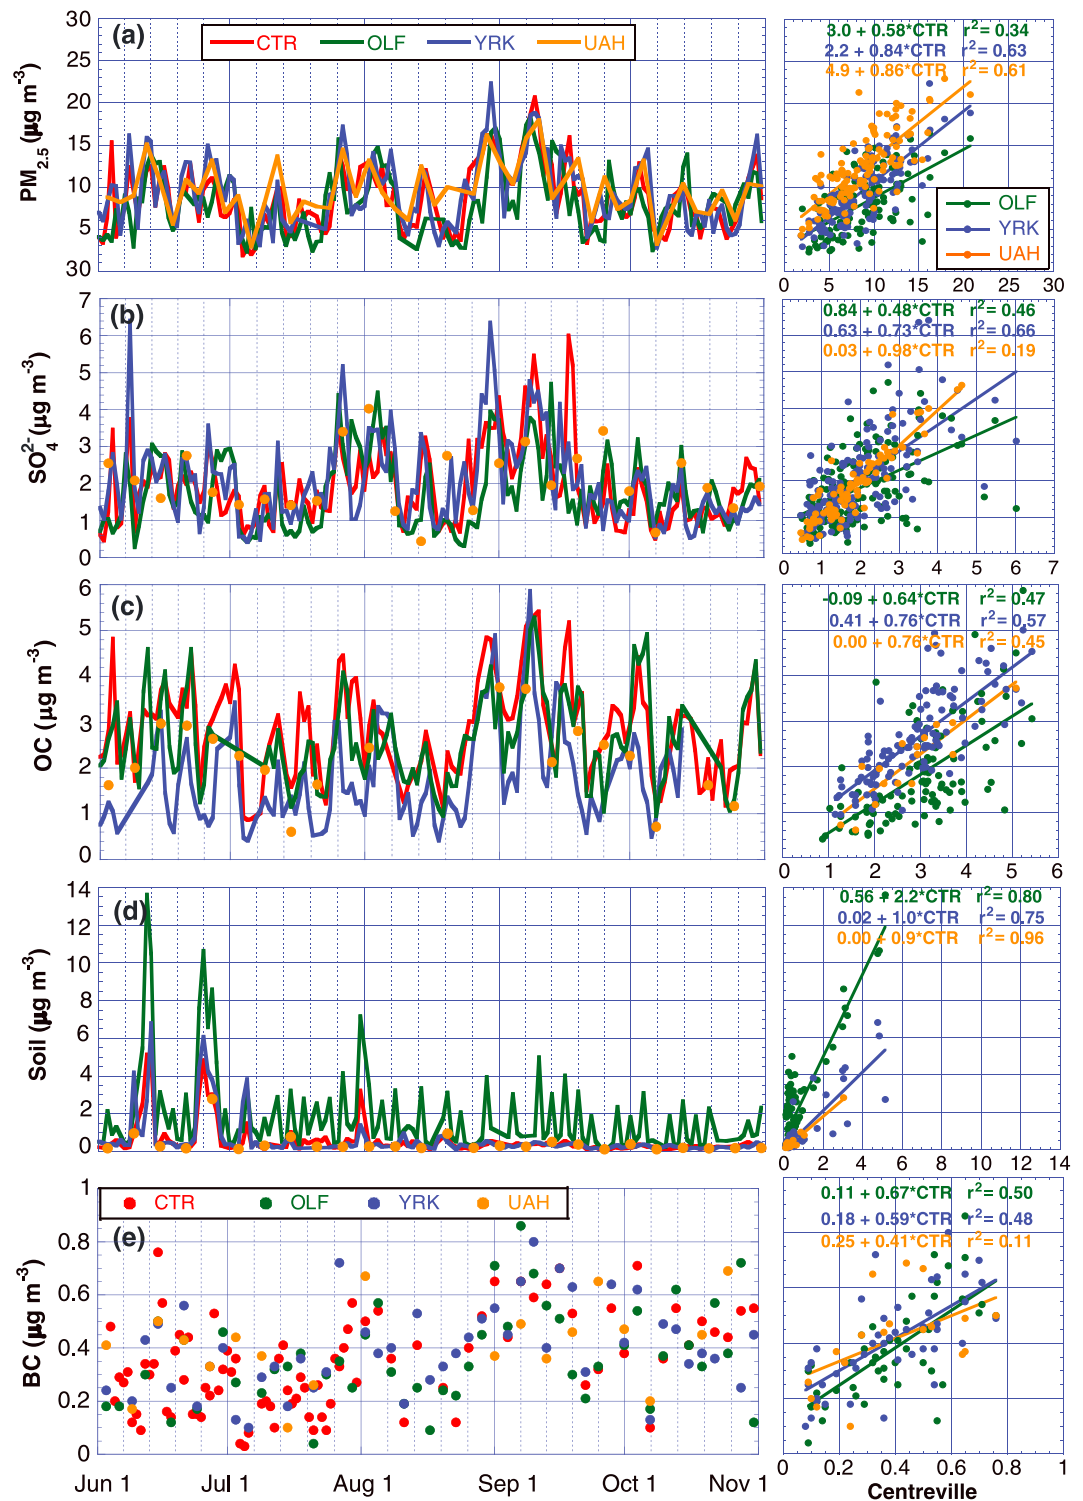 (a)
CTR OLF YRK UAH
PM2.5 (µg m-3)
30
25
20
15
10
5
30
3.0 + 0.58*CTR r2= 0.34
2.2 + 0.84*CTR r2= 0.63
4.9 + 0.86*CTR r2= 0.61
OLF
YRK
UAH
0 5 10 15 20 25 30
(b)
SO4 2- (µg m-3)
7
6
5
4
3
2
1
0
0.84 + 0.48*CTR r2= 0.46
0.63 + 0.73*CTR r2= 0.66
0.03 + 0.98*CTR r2= 0.19
0 1 2 3 4 5 6 7
(c)
OC (µg m-3)
6
5
4
3
2
1
0
-0.09 + 0.64*CTR r2= 0.47
0.41 + 0.76*CTR r2= 0.57
0.00 + 0.76*CTR r2= 0.45
0 1 2 3 4 5 6
(d)
Soil (µg m-3)
14
12
10
8
6
4
2
0
0.56 + 2.2*CTR r2= 0.80
0.02 + 1.0*CTR r2= 0.75
0.00 + 0.9*CTR r2= 0.96
0 2 4 6 8 10 12 14
(e)
CTR OLF YRK UAH
BC (µg m-3)
1
0.8
0.6
0.4
0.2
0
Jun 1 Jul 1 Aug 1 Sep 1 Oct 1 Nov 1
0.11 + 0.67*CTR r2= 0.50
0.18 + 0.59*CTR r2= 0.48
0.25 + 0.41*CTR r2= 0.11
0 0.2 0.4 0.6 0.8 1
Centreville